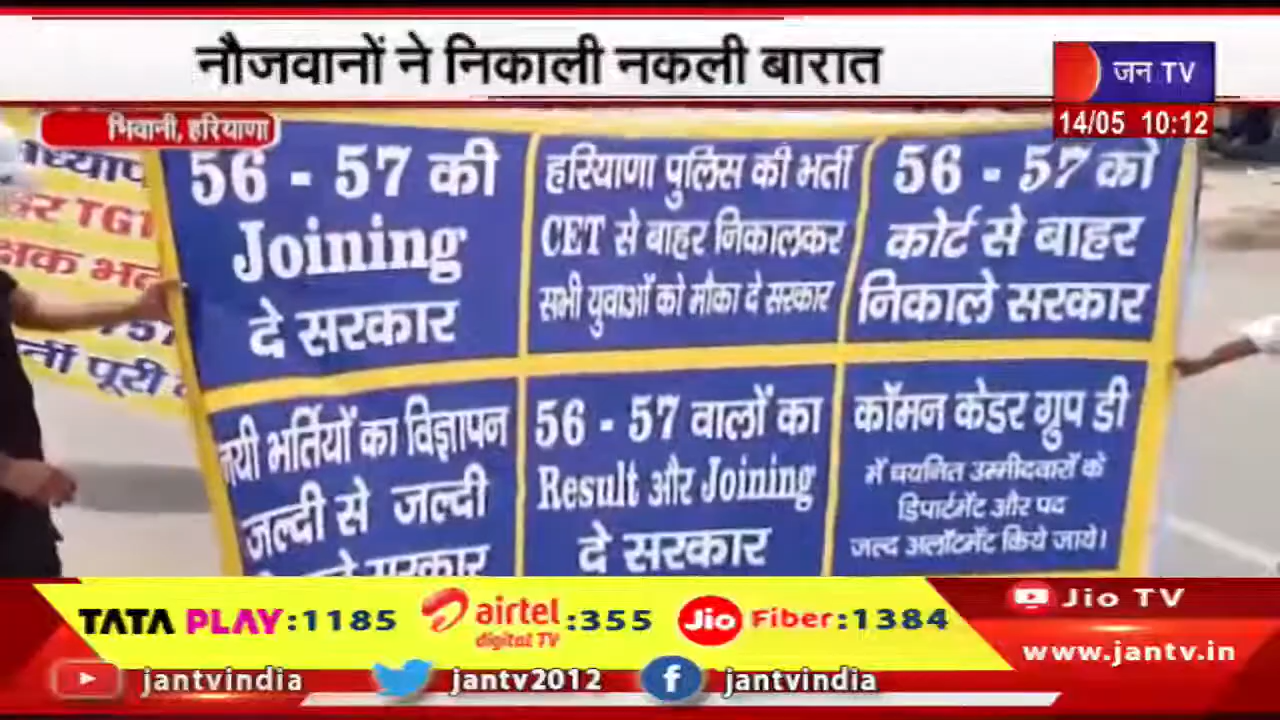 नौजवानों ने निकाली नकली बारात
जन TV
14/05 10:12
भिवानी, हरियाणा
56 - 57 की
Joining
दे सरकार
हरियाणा पुलिस की भर्ती
CET से बाहर निकालकर
सभी युवाओं को मौका दे सरकार
56 - 57 को
कोर्ट से बाहर
निकाले सरकार
नयी भर्तियों का विज्ञापन
जल्दी से जल्दी
सरकार
56 - 57 वालों का
Result और Joining
दे सरकार
कॉमन केडर ग्रुप डी
में चयनित उम्मीदवारों के
डिपार्टमेंट और पद
जल्द अलॉटमेंट किये जाये।
TGT
पूरी
TATA PLAY:1185
airtel digital TV :355
Jio Fiber:1384
Jio TV
www.jantv.in
jantvindia
jantv2012
jantvindia